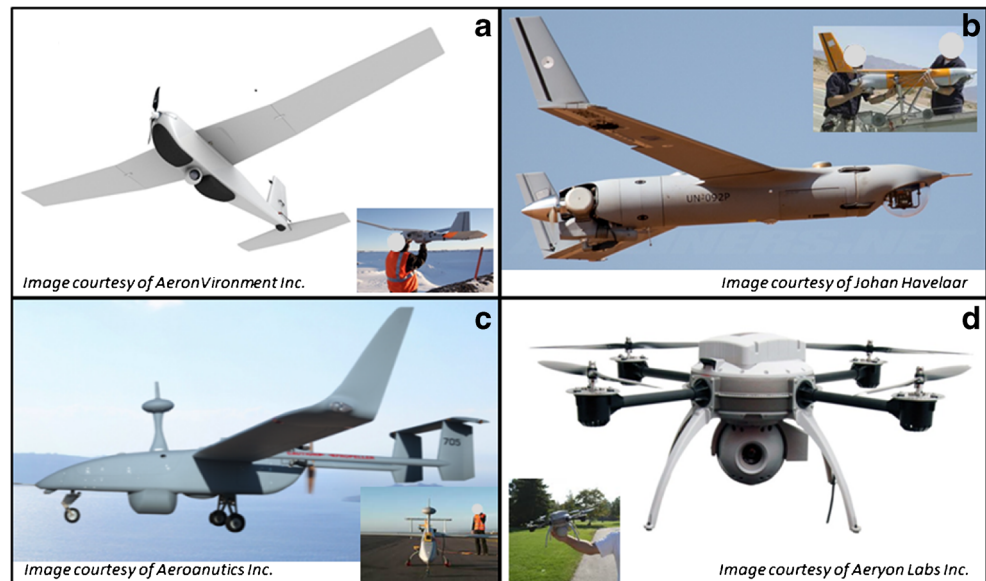 a
Image courtesy of AeronVironment Inc.
b
UN-092P
Image courtesy of Johan Havelaar
c
705
Image courtesy of Aeroanutics Inc.
d
Image courtesy of Aeryon Labs Inc.